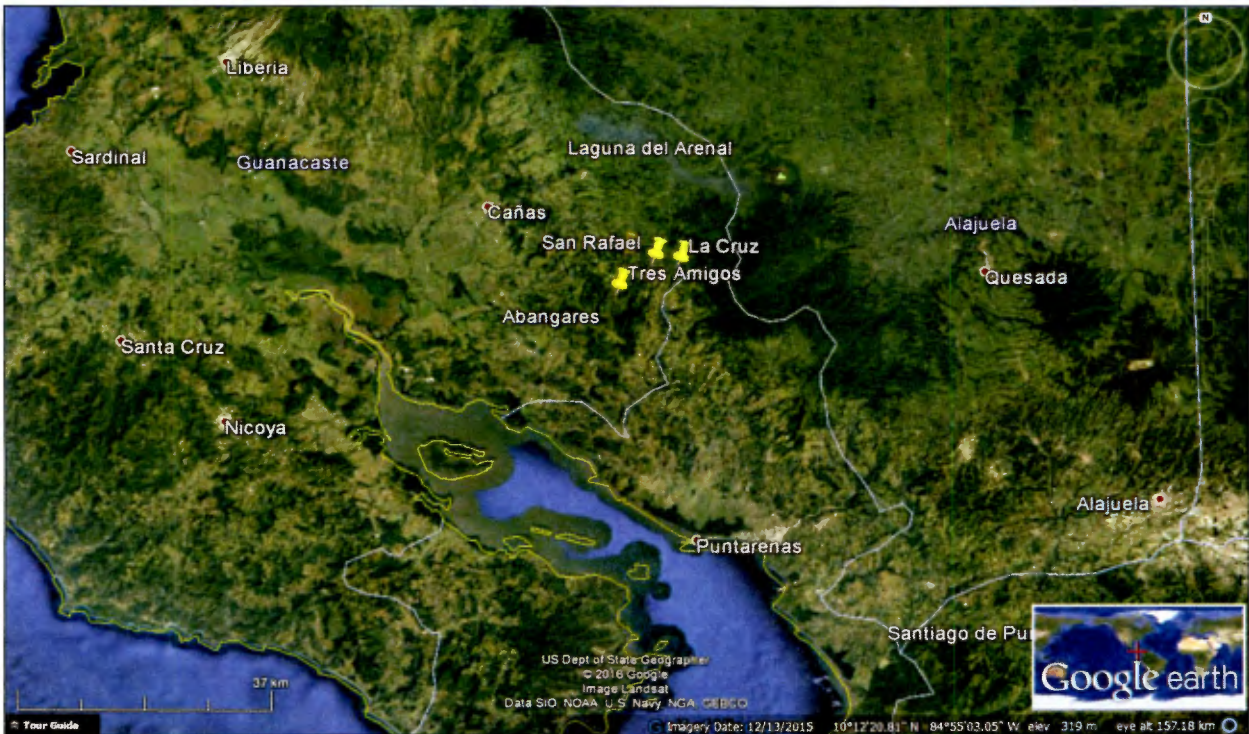 N
Liberia
Laguna del Arenal
Sardinal
Guanacaste
Cañas
Alajuela
San Rafael
La Cruz
Tres Amigos
Quesada
Abangares
Santa Cruz
Nicoya
Alajuela
Puntarenas
Santiago de Pur
US Dept of State Geographer
© 2016 Google
Image Landsat
Data SIO, NOAA, U.S. Navy, NGA, GEBCO
37 km
Google earth
Tour Guide
Imagery Date: 12/13/2015 10°12'20.81" N 84°55'03.05" W elev 319 m eye alt 157.18 km